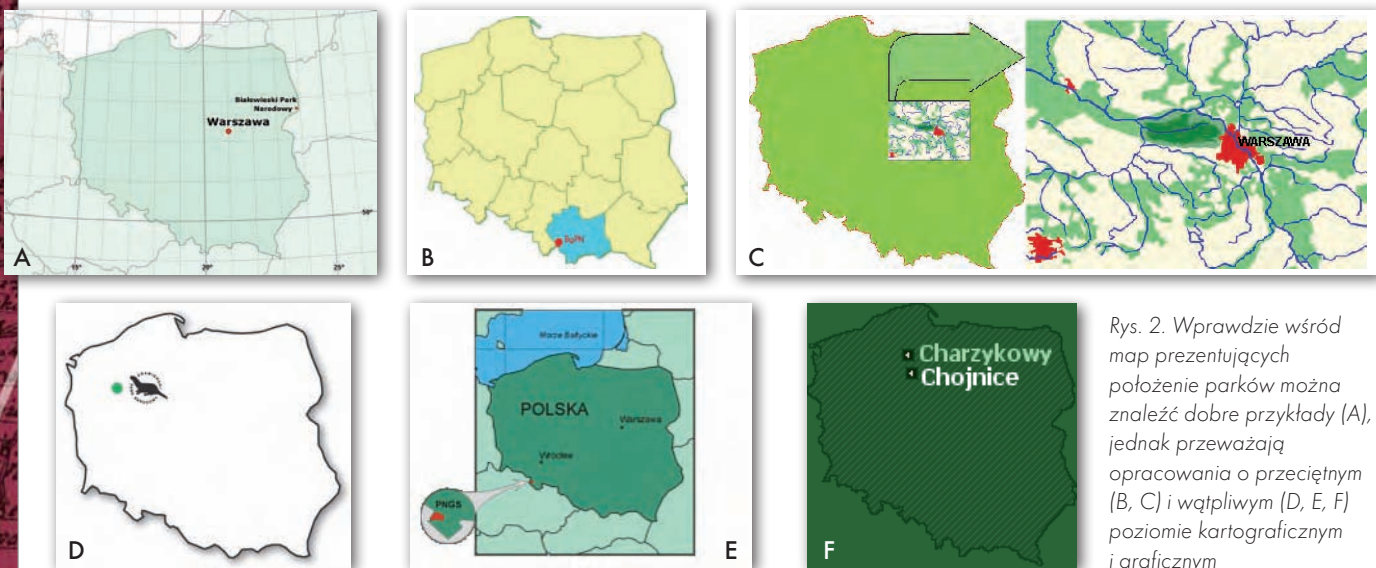 Białowieski Park
Narodowy
Warszawa
50°
15°
20°
25°
A
BgPN
B
WARSZAWA
C
D
Morze Bałtyckie
POLSKA
Warszawa
Wrocław
PNGS
E
Charzykowy
Chojnice
F
Rys. 2. Wprawdzie wśród
map prezentujących
położenie parków można
znaleźć dobre przykłady (A),
jednak przeważają
opracowania o przeciętnym
(B, C) i wątpliwym (D, E, F)
poziomie kartograficznym
i graficznym